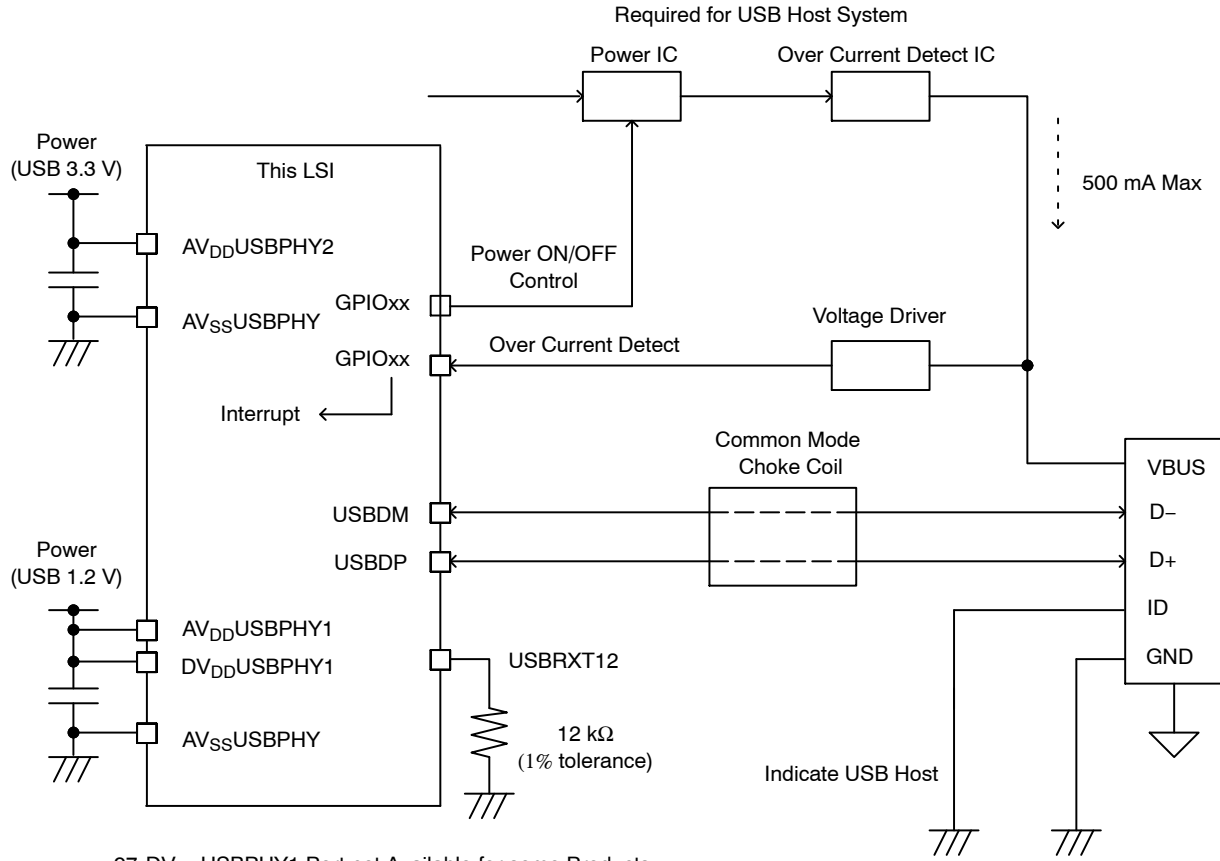 Required for USB Host System
Power IC
Over Current Detect IC
Power
(USB 3.3 V)
This LSI
500 mA Max
AVDDUSBPHY2
Power ON/OFF
Control
GPIOxx
AVSSUSBPHY
Voltage Driver
GPIOxx
Over Current Detect
Interrupt
Common Mode
Choke Coil
VBUS
USBDM
D−
Power
(USB 1.2 V)
USBDP
D+
ID
AVDDUSBPHY1
DVDDUSBPHY1
USBRXT12
GND
AVSSUSBPHY
12 kΩ
(1% tolerance)
Indicate USB Host